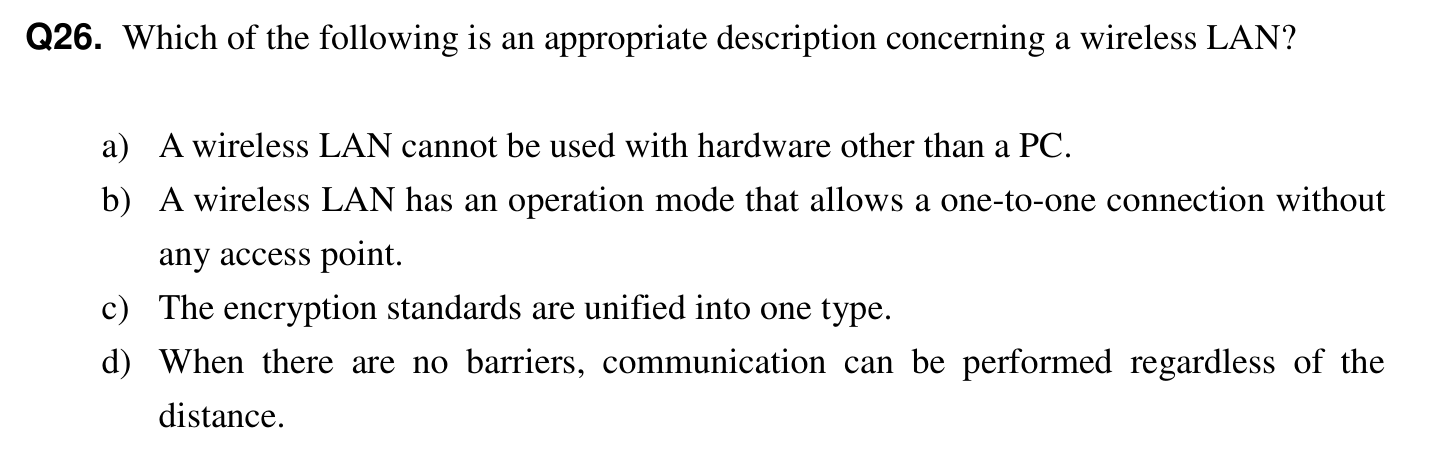 Q26. Which of the following is an appropriate description concerning a wireless LAN?
a) A wireless LAN cannot be used with hardware other than a PC.
b) A wireless LAN has an operation mode that allows a one-to-one connection without
any access point.
c) The encryption standards are unified into one type.
d) When there are no barriers, communication can be performed regardless of the
distance.